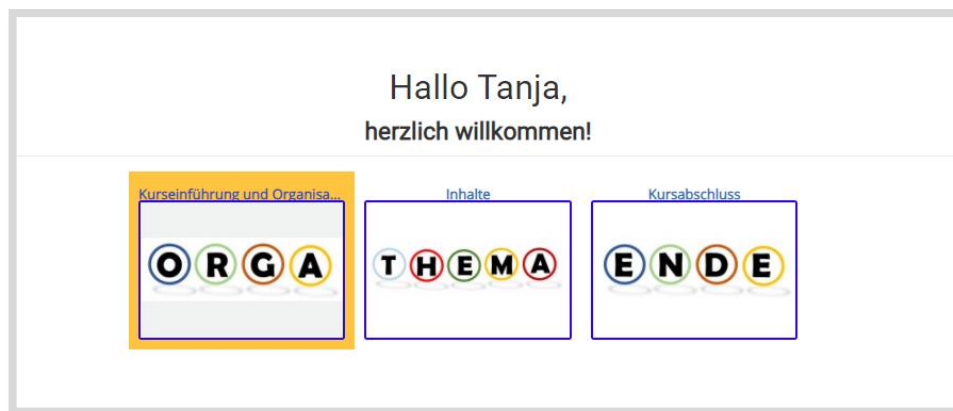 Hallo Tanja,
herzlich willkommen!
Kurseinführung und Organisa...
Inhalte
Kursabschluss
ORGA
THEMA
ENDE